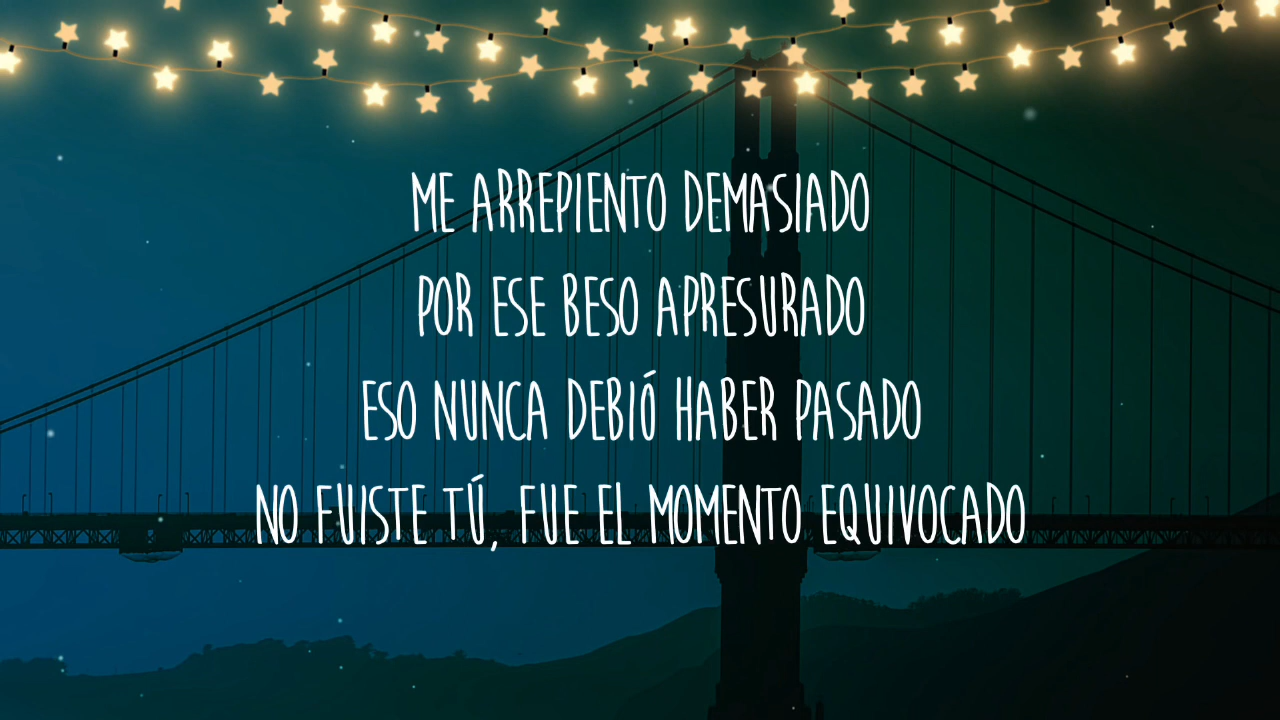 ME ARREPIENTO DEMASIADO
POR ESE BESO APRESURADO
ESO NUNCA DEBIÓ HABER PASADO
NO FUISTE TÚ, FUE EL MOMENTO EQUIVOCADO